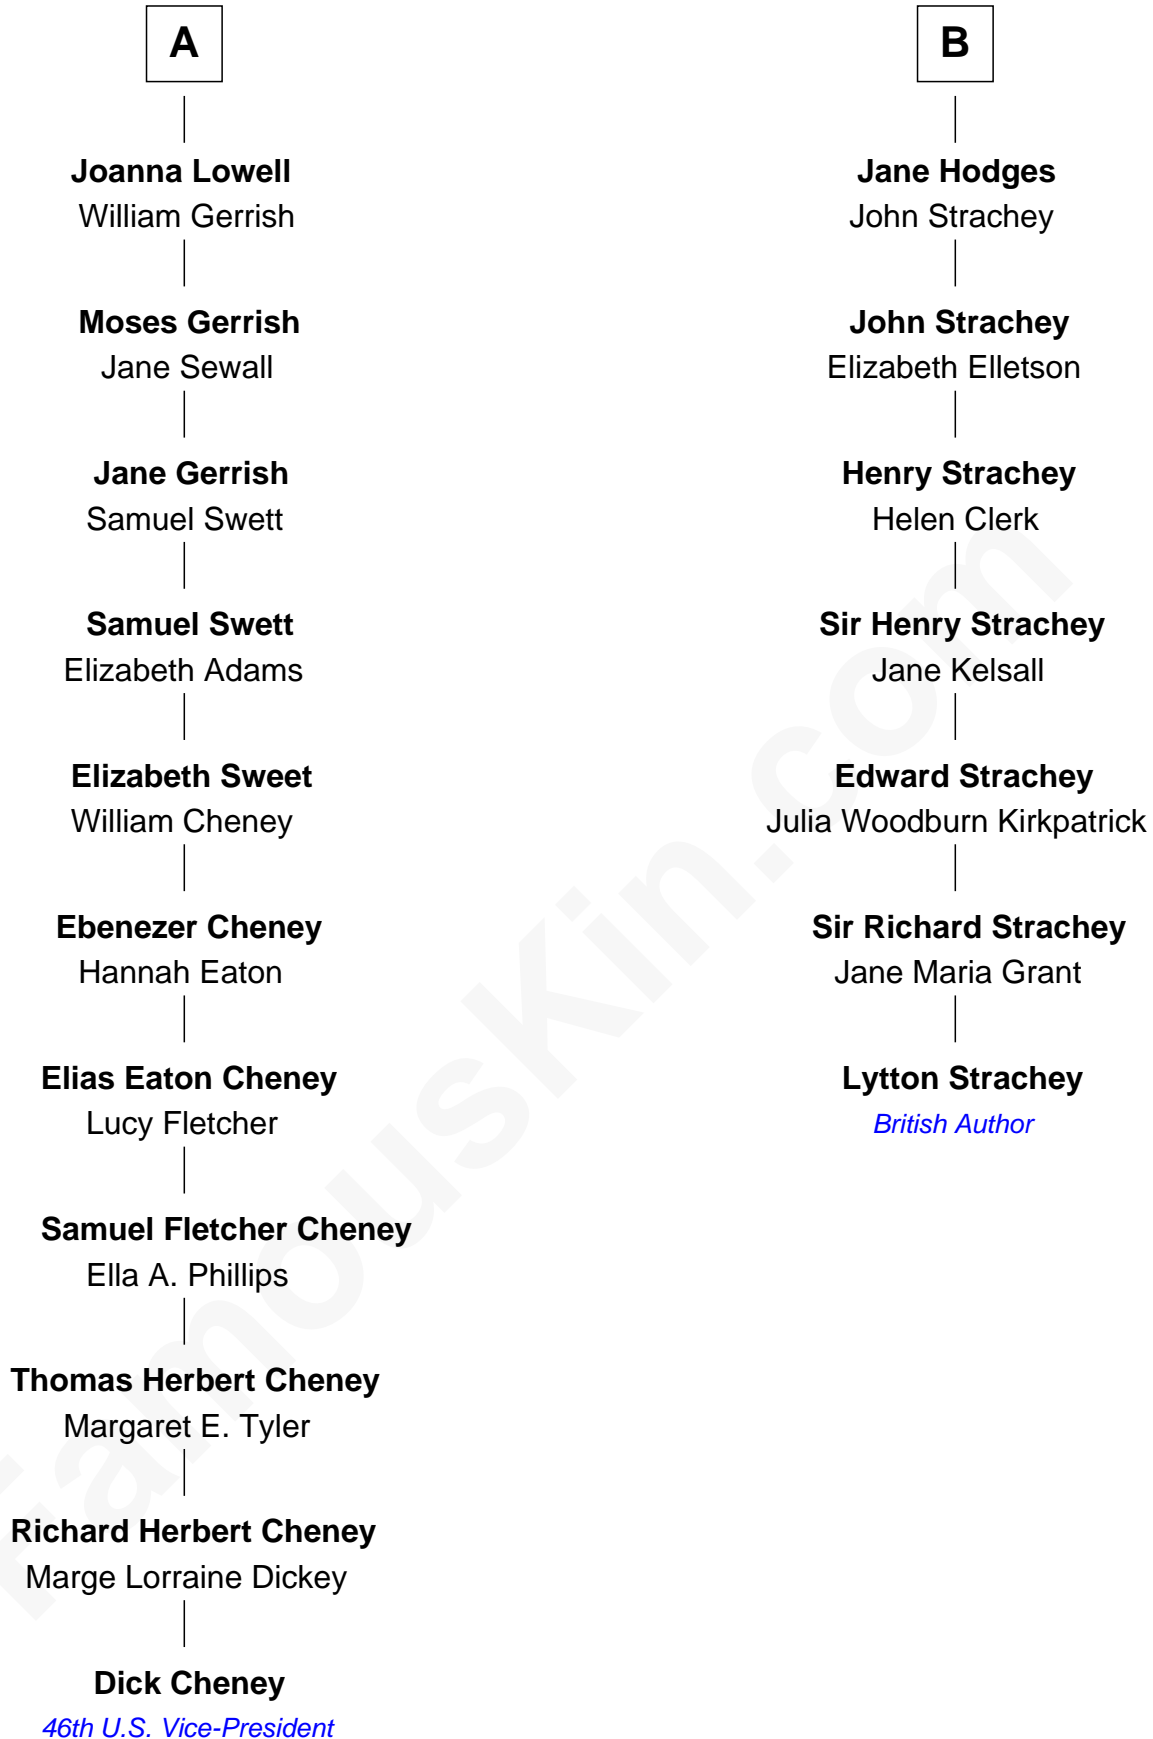 A
Joanna Lowell
William Gerrish
Moses Gerrish
Jane Sewall
Jane Gerrish
Samuel Swett
Samuel Swett
Elizabeth Adams
Elizabeth Sweet
William Cheney
Ebenezer Cheney
Hannah Eaton
Elias Eaton Cheney
Lucy Fletcher
Samuel Fletcher Cheney
Ella A. Phillips
Thomas Herbert Cheney
Margaret E. Tyler
Richard Herbert Cheney
Marge Lorraine Dickey
Dick Cheney
46th U.S. Vice-President
B
Jane Hodges
John Strachey
John Strachey
Elizabeth Elletson
Henry Strachey
Helen Clerk
Sir Henry Strachey
Jane Kelsall
Edward Strachey
Julia Woodburn Kirkpatrick
Sir Richard Strachey
Jane Maria Grant
Lytton Strachey
British Author
FamousKin.com